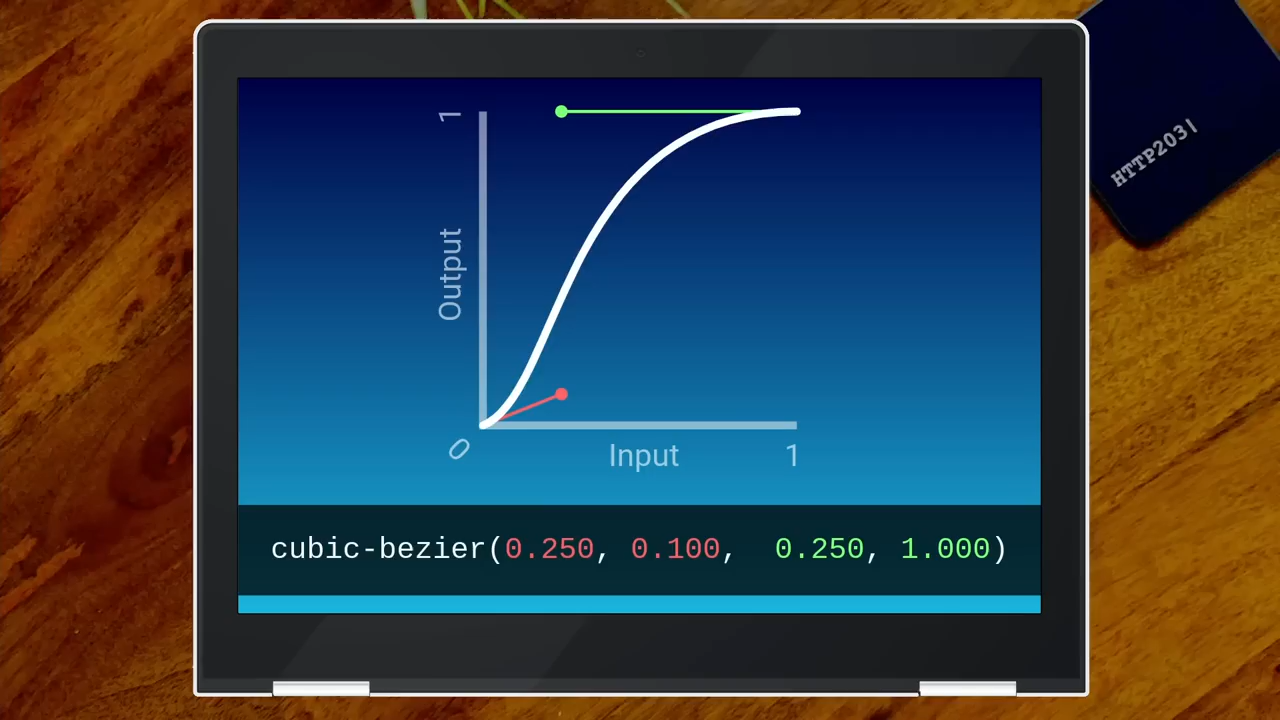 1
Output
0
Input
1
cubic-bezier(0.250, 0.100, 0.250, 1.000)
HTTP203|